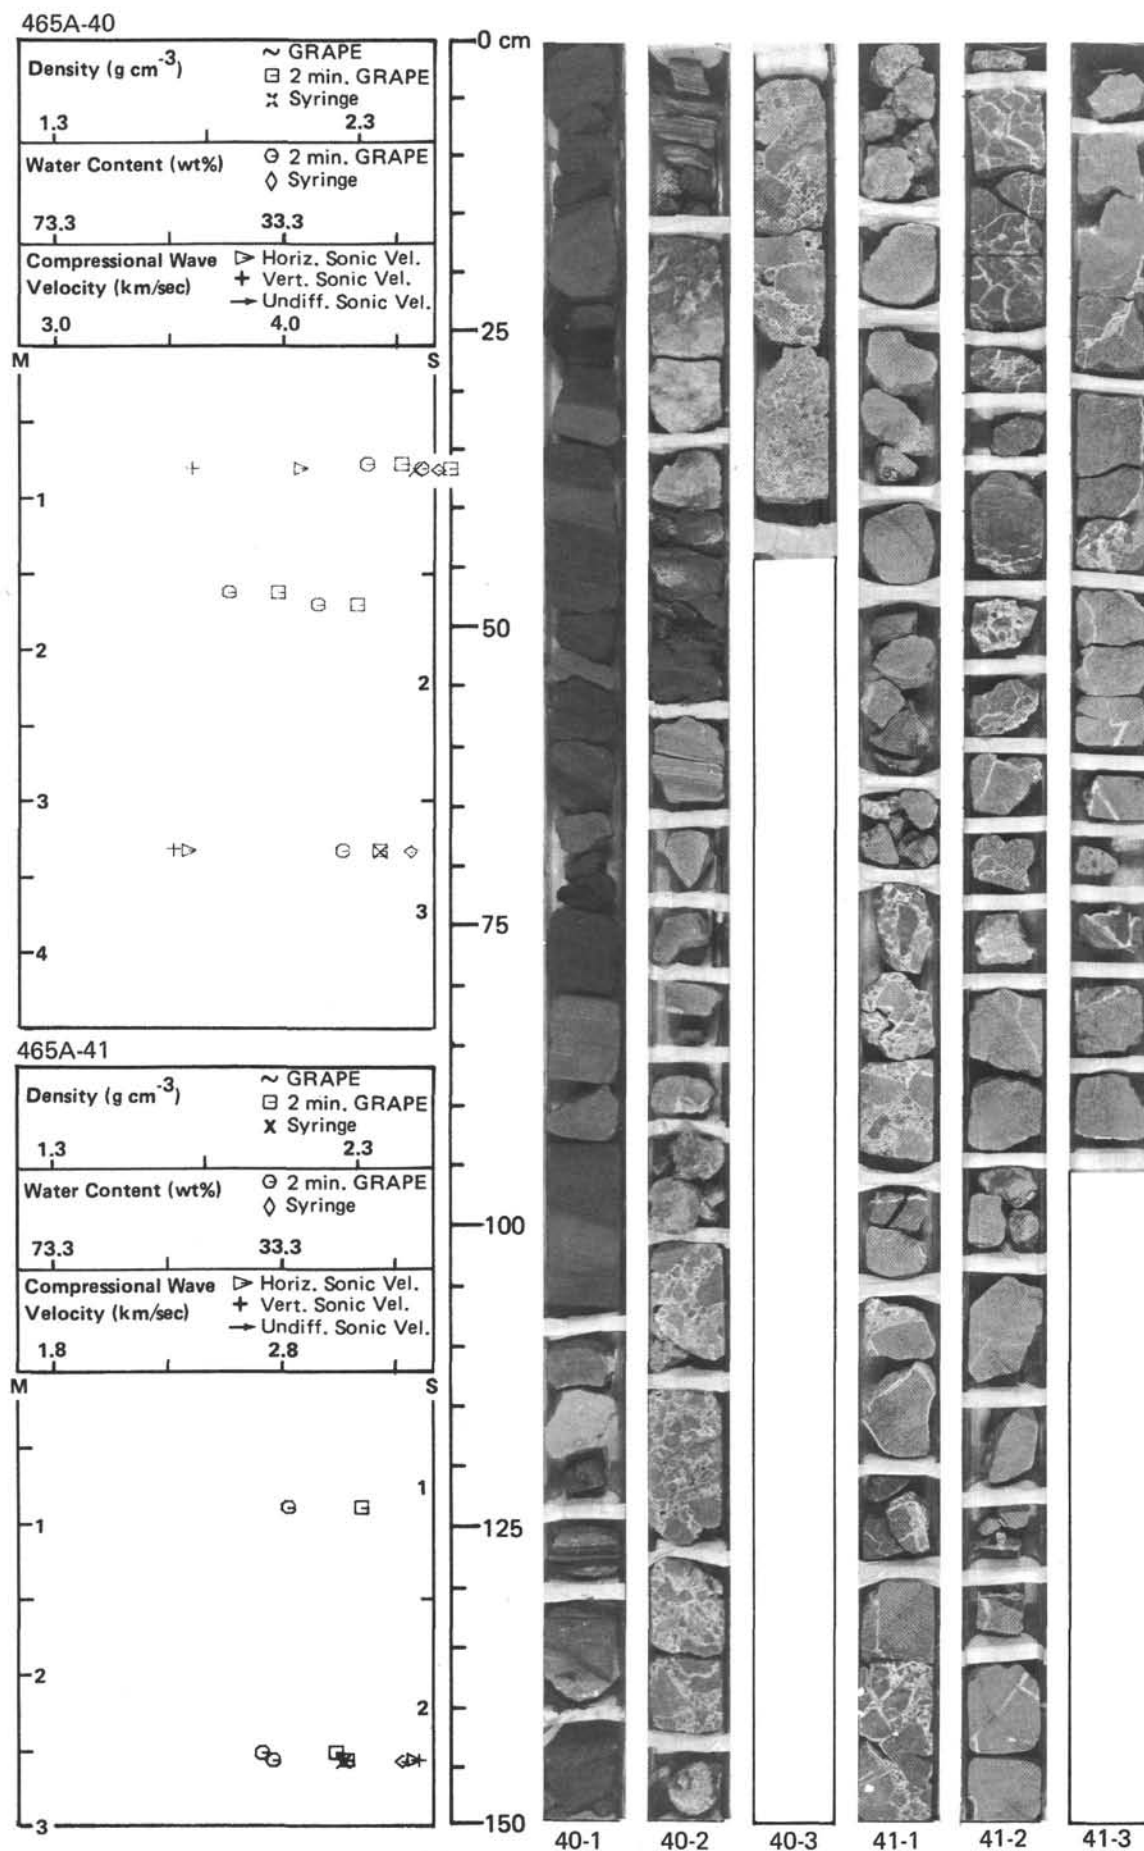 465A-40
Density (g cm-3)
~ GRAPE
2 min. GRAPE
Syringe
1.3 2.3
Water Content (wt%)
2 min. GRAPE
Syringe
73.3 33.3
Compressional Wave Velocity (km/sec)
Horiz. Sonic Vel.
+ Vert. Sonic Vel.
→ Undiff. Sonic Vel.
3.0 4.0
M S
1
2
2
3
3
4
465A-41
Density (g cm-3)
~ GRAPE
2 min. GRAPE
x Syringe
1.3 2.3
Water Content (wt%)
2 min. GRAPE
Syringe
73.3 33.3
Compressional Wave Velocity (km/sec)
Horiz. Sonic Vel.
+ Vert. Sonic Vel.
→ Undiff. Sonic Vel.
1.8 2.8
M S
1
1
2
2
3
0 cm
25
50
75
100
125
150
40-1 40-2 40-3 41-1 41-2 41-3